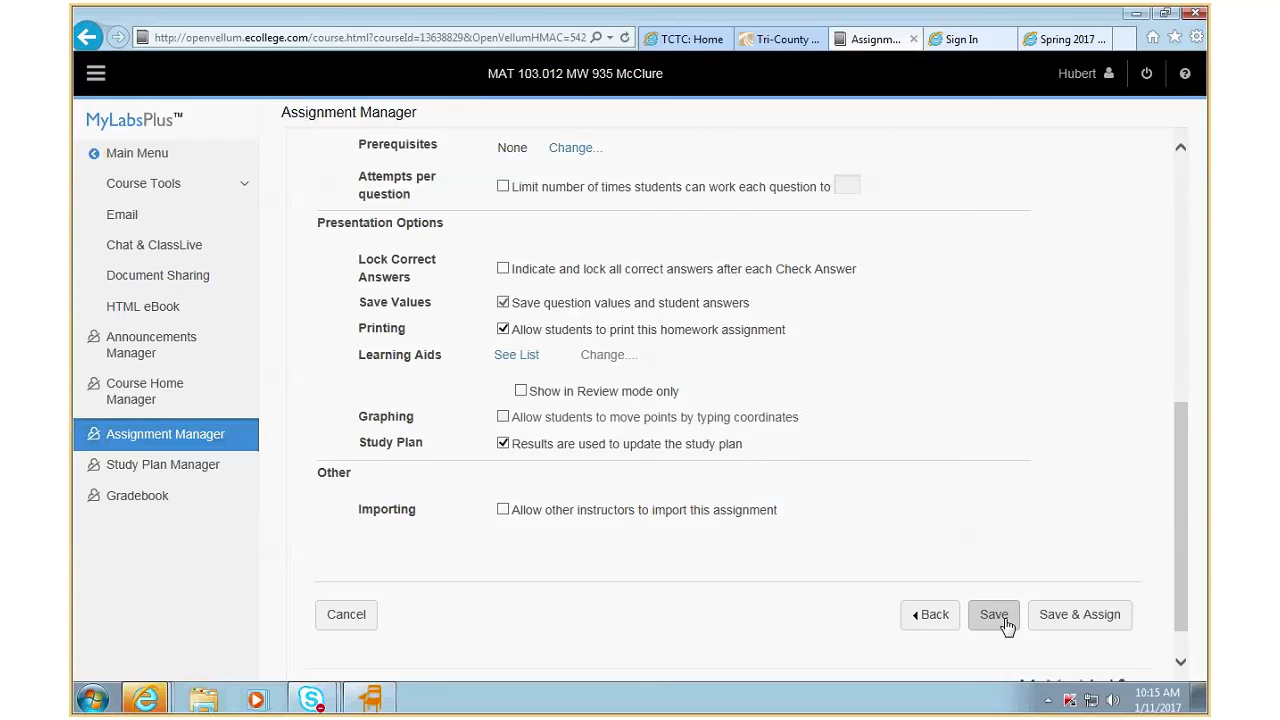 http://openvellum.ecollege.com/course.html?courseId=13638829&OpenVellumHMAC=542
TCTC: Home
Tri-County ...
Assignm...
Sign In
Spring 2017 ...
MAT 103.012 MW 935 McClure
Hubert
MyLabsPlus™
Main Menu
Course Tools
Email
Chat & ClassLive
Document Sharing
HTML eBook
Announcements
Manager
Course Home
Manager
Assignment Manager
Study Plan Manager
Gradebook
Assignment Manager
Prerequisites
None Change...
Attempts per
question
Limit number of times students can work each question to
Presentation Options
Lock Correct
Answers
Indicate and lock all correct answers after each Check Answer
Save Values
Save question values and student answers
Printing
Allow students to print this homework assignment
Learning Aids
See List Change....
Show in Review mode only
Graphing
Allow students to move points by typing coordinates
Study Plan
Results are used to update the study plan
Other
Importing
Allow other instructors to import this assignment
Cancel
Back
Save
Save & Assign
10:15 AM
1/11/2017